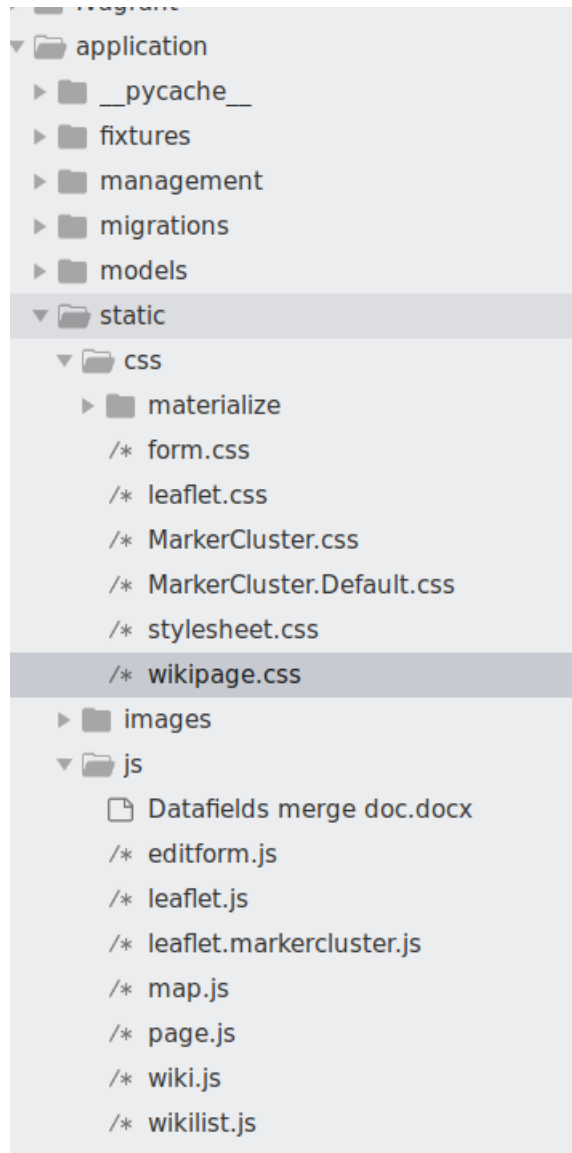 application
__pycache__
fixtures
management
migrations
models
static
css
materialize
/* form.css
/* leaflet.css
/* MarkerCluster.css
/* MarkerCluster.Default.css
/* stylesheet.css
/* wikipage.css
images
js
Datafields merge doc.docx
/* editform.js
/* leaflet.js
/* leaflet.markercluster.js
/* map.js
/* page.js
/* wiki.js
/* wikilist.js